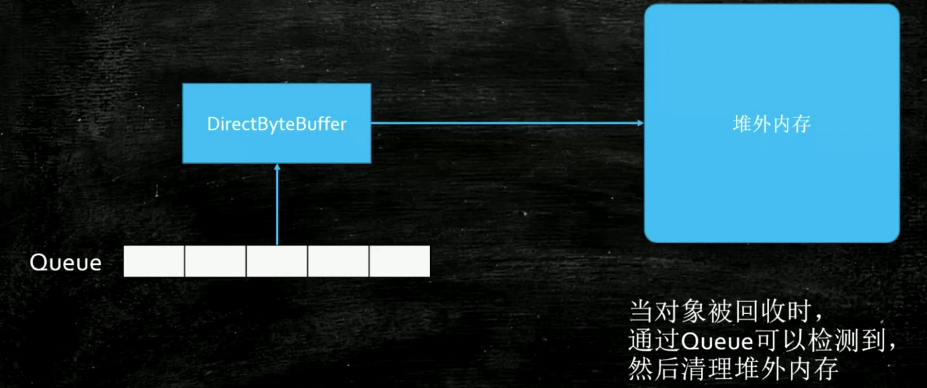 DirectByteBuffer
堆外内存
Queue
当对象被回收时，
通过Queue可以检测到，
然后清理堆外内存